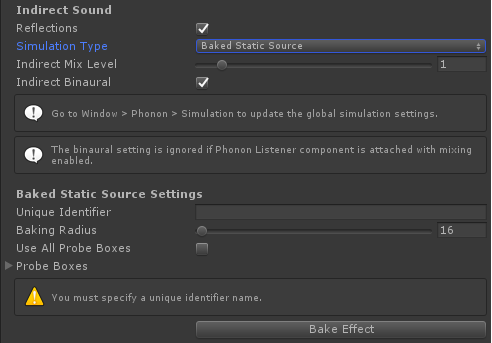 Indirect Sound
Reflections
Simulation Type Baked Static Source
Indirect Mix Level 1
Indirect Binaural
Go to Window > Phonon > Simulation to update the global simulation settings.
The binaural setting is ignored if Phonon Listener component is attached with mixing
enabled.
Baked Static Source Settings
Unique Identifier
Baking Radius 16
Use All Probe Boxes
Probe Boxes
You must specify a unique identifier name.
Bake Effect